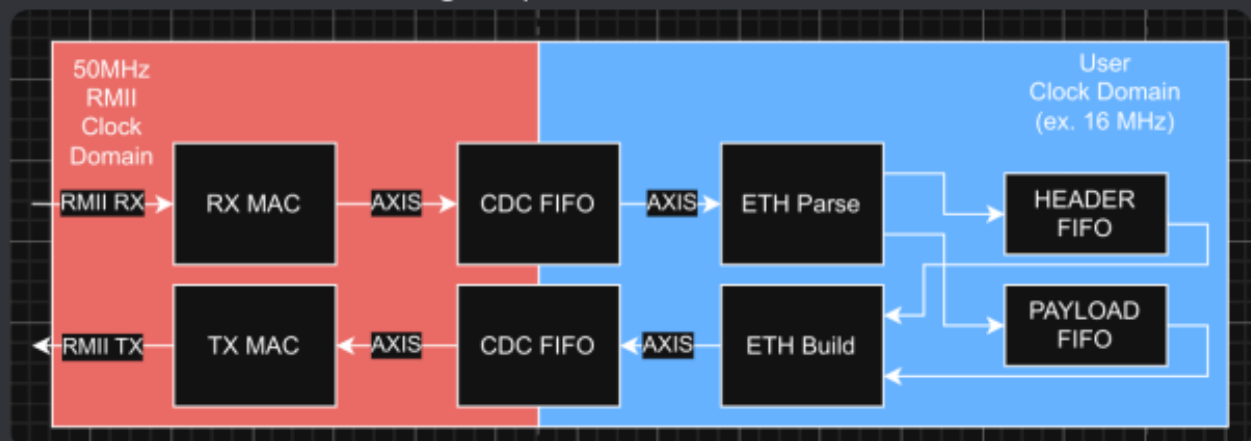 50MHz
RMII
Clock
Domain
User
Clock Domain
(ex. 16 MHz)
RMII RX
RX MAC
AXIS
CDC FIFO
AXIS
ETH Parse
HEADER
FIFO
RMII TX
TX MAC
AXIS
CDC FIFO
AXIS
ETH Build
PAYLOAD
FIFO